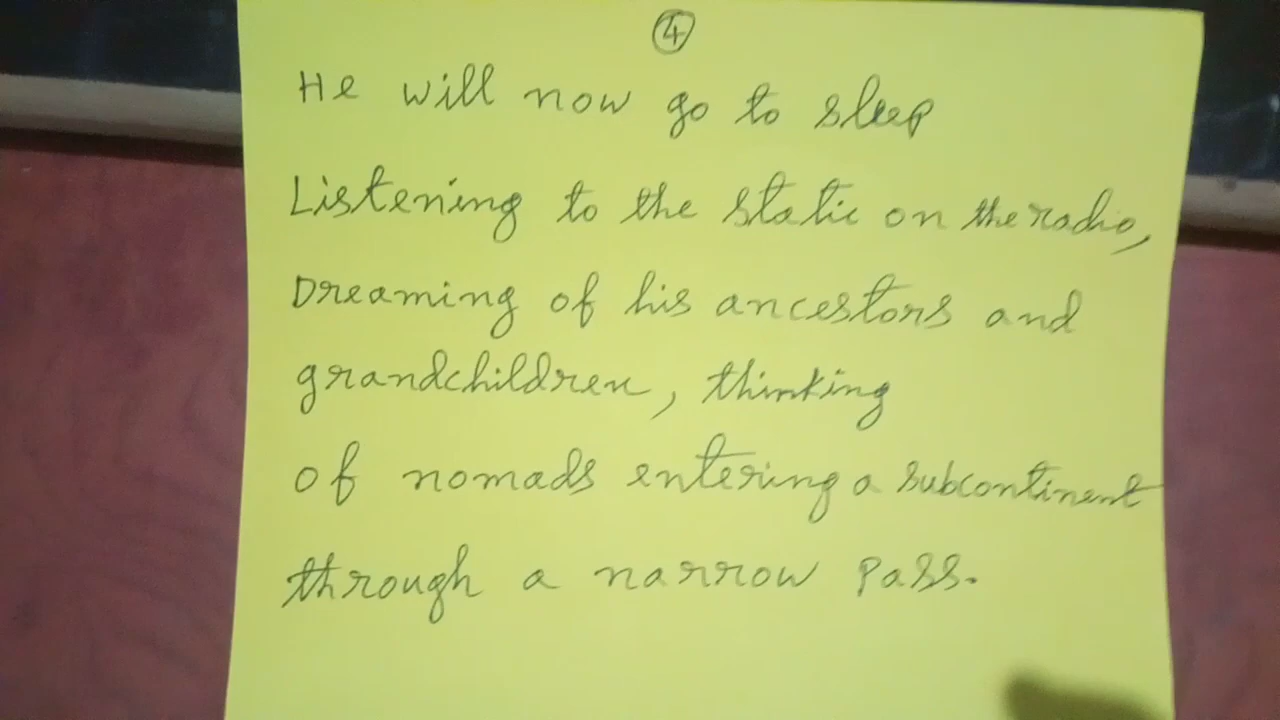 4
He will now go to sleep
Listening to the static on the radio,
Dreaming of his ancestors and
grandchildren, thinking
of nomads entering a subcontinent
through a narrow pass.